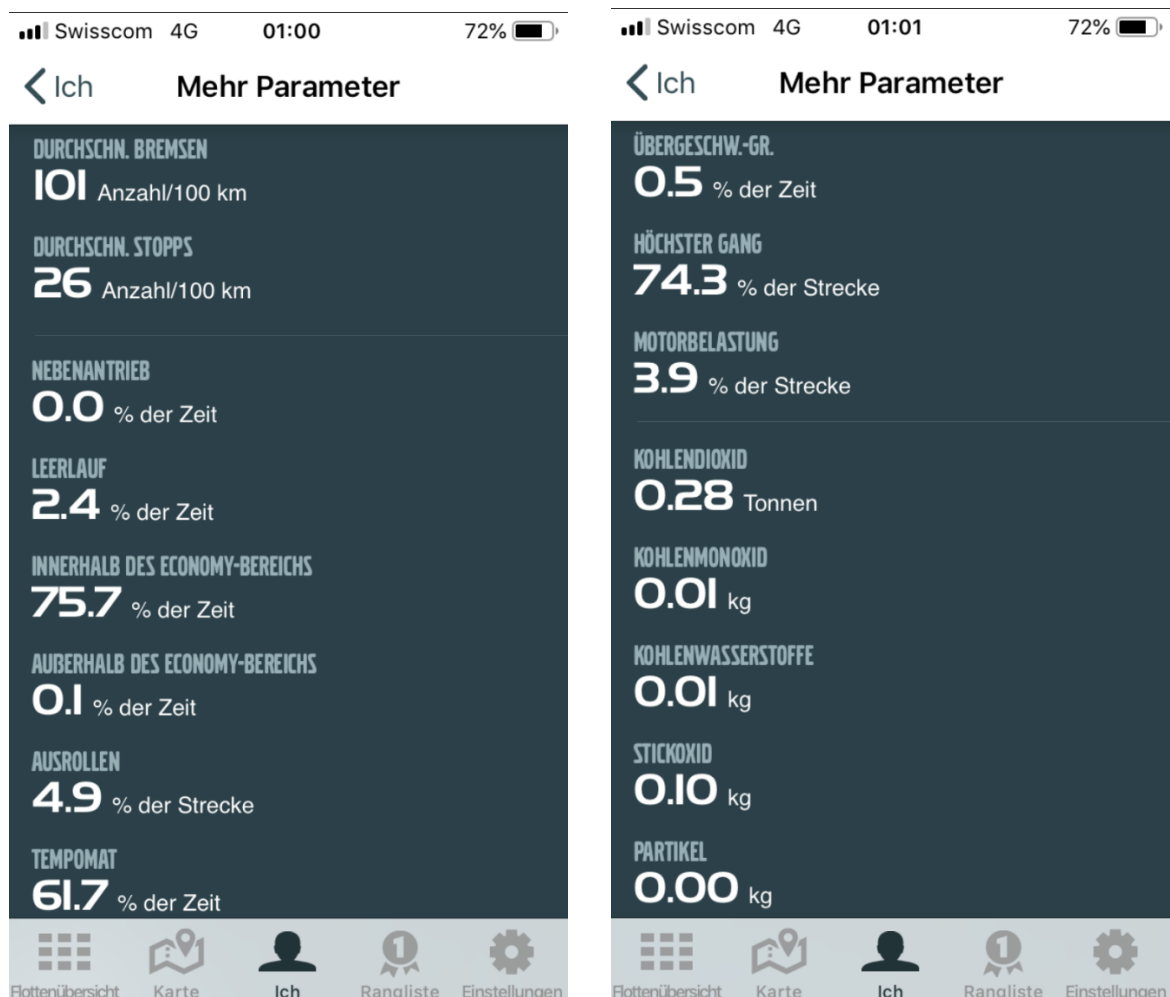 Swisscom 4G 01:00 72%
Ich Mehr Parameter
DURCHSCHN. BREMSEN
101 Anzahl/100 km
DURCHSCHN. STOPPS
26 Anzahl/100 km
NEBENANTRIEB
0.0 % der Zeit
LEERLAUF
2.4 % der Zeit
INNERHALB DES ECONOMY-BEREICHS
75.7 % der Zeit
AUßERHALB DES ECONOMY-BEREICHS
0.1 % der Zeit
AUSROLLEN
4.9 % der Strecke
TEMPOMAT
61.7 % der Zeit
Flottenübersicht Karte Ich Rangliste Einstellungen
Swisscom 4G 01:01 72%
Ich Mehr Parameter
ÜBERGESCHW.-GR.
0.5 % der Zeit
HÖCHSTER GANG
74.3 % der Strecke
MOTORBELASTUNG
3.9 % der Strecke
KOHLENDIOXID
0.28 Tonnen
KOHLENMONOXID
0.01 kg
KOHLENWASSERSTOFFE
0.01 kg
STICKOXID
0.10 kg
PARTIKEL
0.00 kg
Flottenübersicht Karte Ich Rangliste Einstellungen